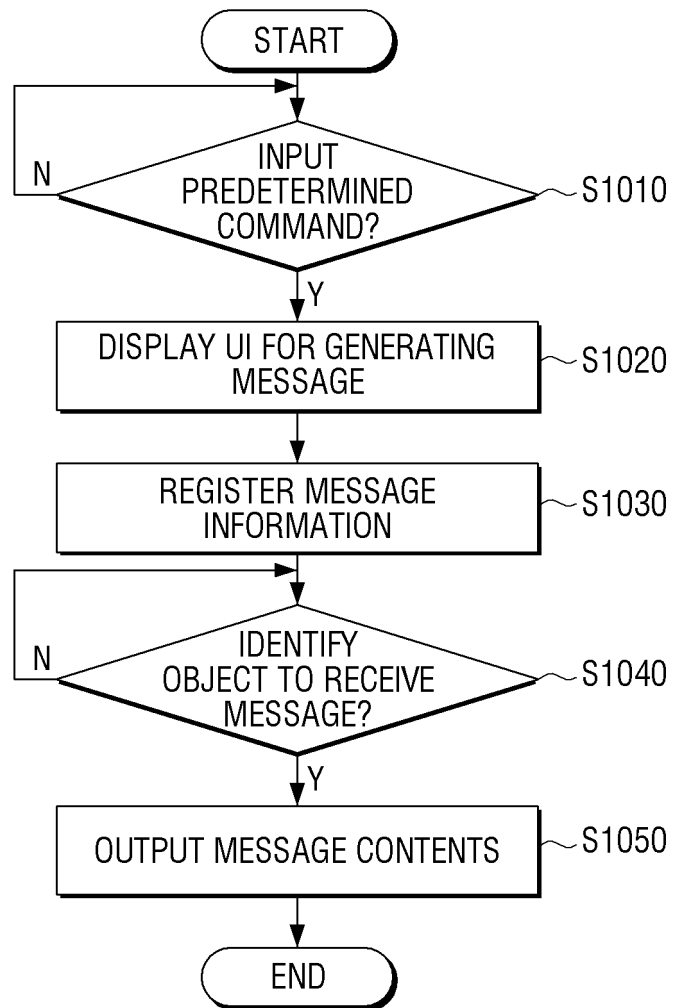 START
INPUT
PREDETERMINED
COMMAND?
N
S1010
Y
DISPLAY UI FOR GENERATING
MESSAGE
S1020
REGISTER MESSAGE
INFORMATION
S1030
IDENTIFY
OBJECT TO RECEIVE
MESSAGE?
N
S1040
Y
OUTPUT MESSAGE CONTENTS
S1050
END